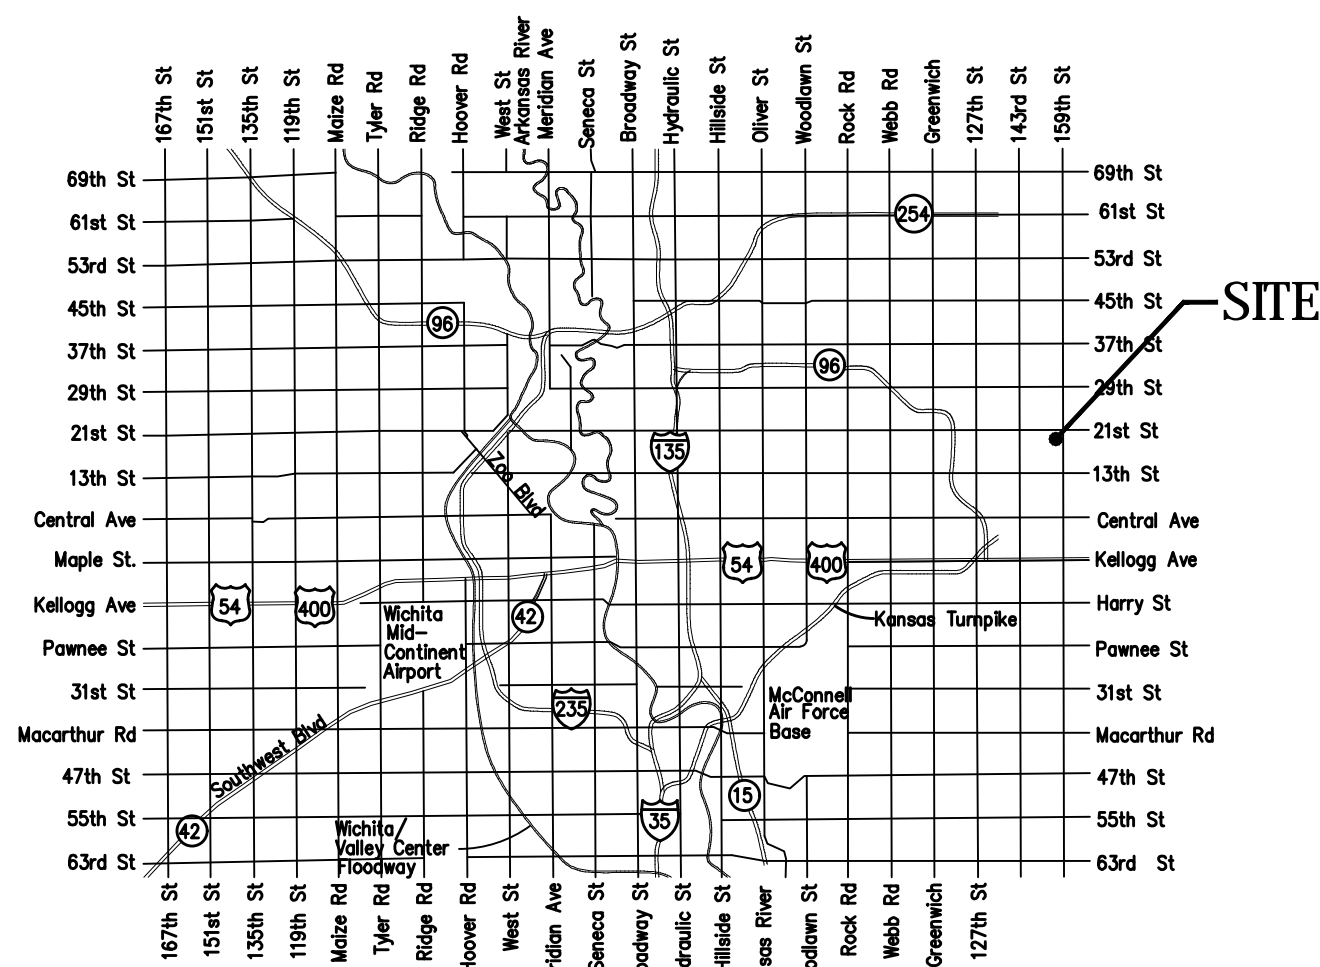 167th St
151st St
135th St
119th St
Maize Rd
Tyler Rd
Ridge Rd
Hoover Rd
West St
Arkansas River
Meridian Ave
Seneca St
Broadway St
Hydraulic St
Hillside St
Oliver St
Woodlawn St
Rock Rd
Webb Rd
Greenwich
127th St
143rd St
159th St
69th St
61st St
53rd St
45th St
37th St
29th St
21st St
13th St
Central Ave
Maple St.
Kellogg Ave
Pawnee St
31st St
Macarthur Rd
47th St
55th St
63rd St
69th St
61st St
53rd St
45th St
37th St
29th St
21st St
13th St
Central Ave
Kellogg Ave
Harry St
Pawnee St
31st St
Macarthur Rd
47th St
55th St
63rd St
SITE
254
96
96
135
Zoo Blvd
54
400
54
400
42
Kansas Turnpike
Wichita
Mid-
Continent
Airport
235
McConnell
Air Force
Base
Southwest Blvd
15
35
42
Wichita/
Valley Center
Floodway
167th St
151st St
135th St
119th St
Maize Rd
Tyler Rd
Ridge Rd
Hoover Rd
West St
ridian Ave
Seneca St
oadway St
draulic St
Hillside St
sas River
odlawn St
Rock Rd
Webb Rd
Greenwich
127th St